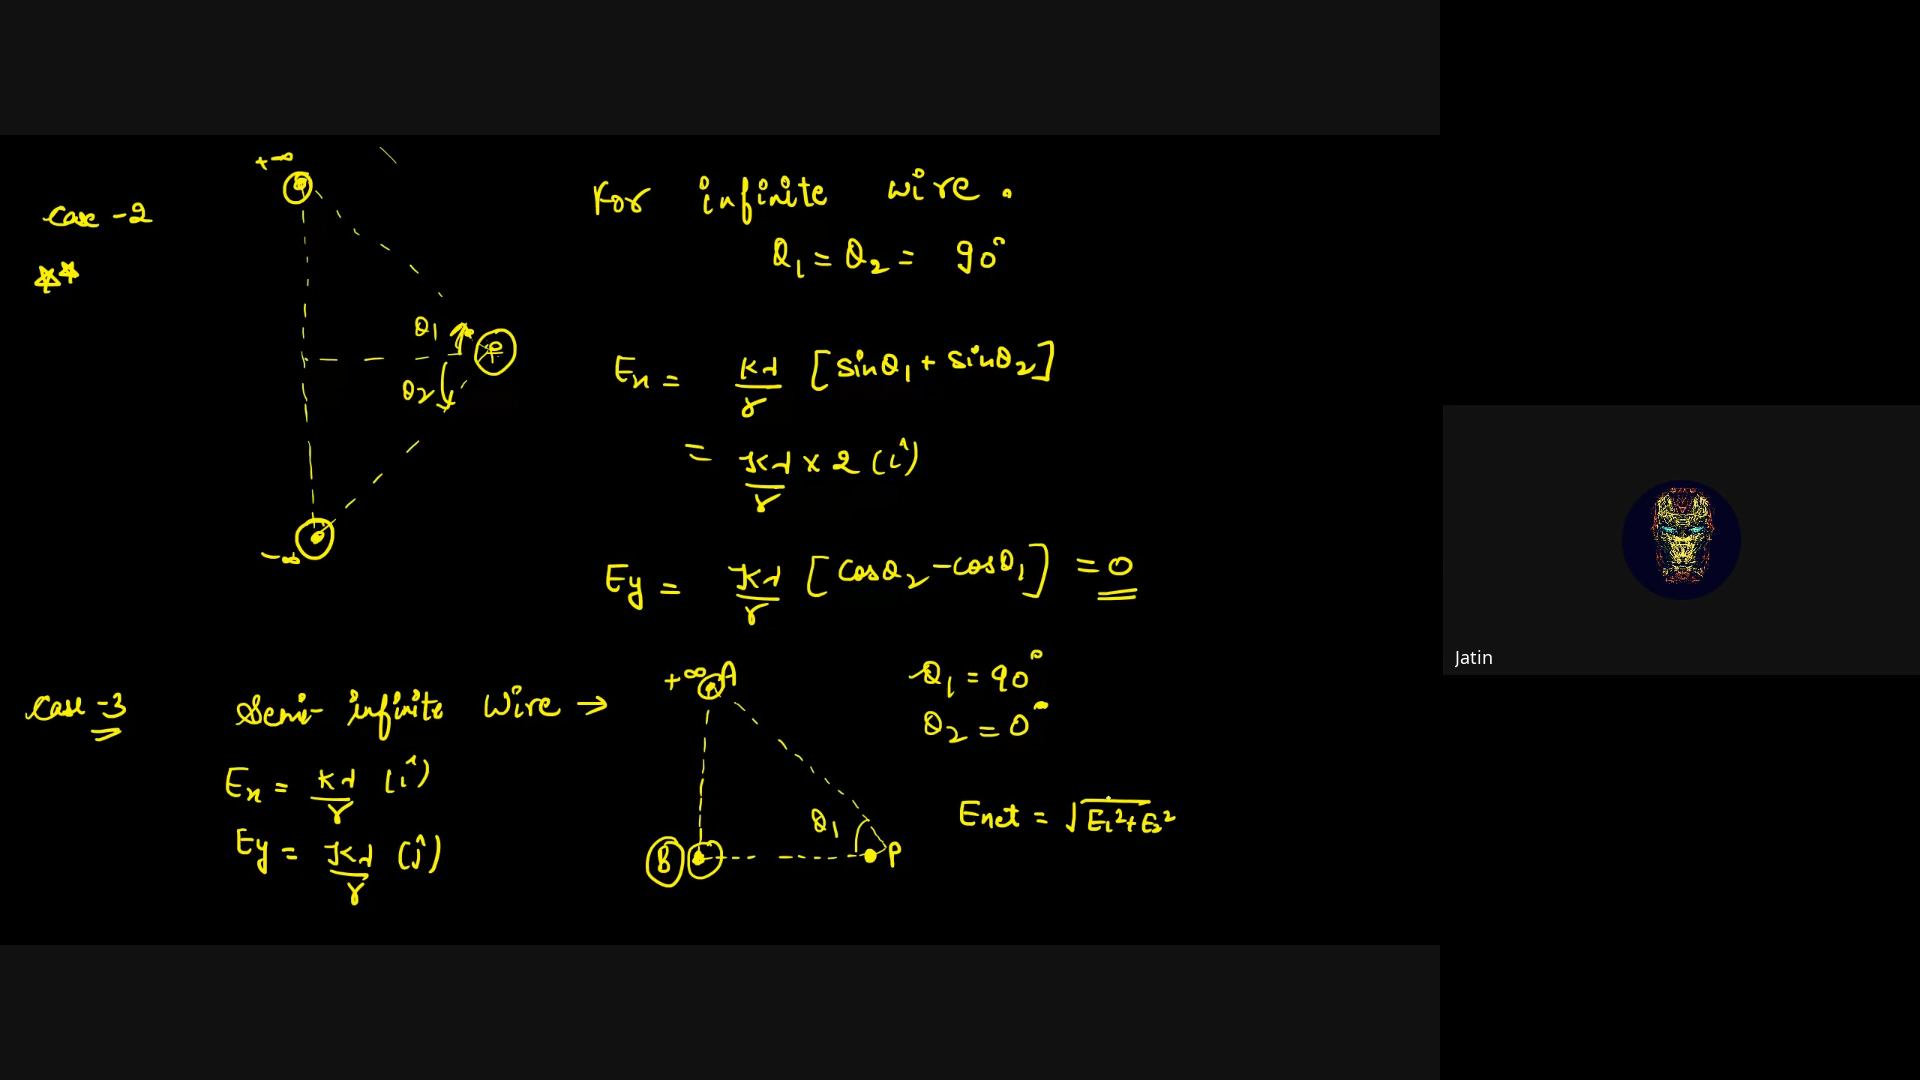 +∞
Case -2
For infinite wire.
θ1 = θ2 = 90°
θ1
P
θ2
Ex = Kλ/r [sinθ1 + sinθ2]
= Kλ/r × 2 (î)
-∞
Ey = Kλ/r [cosθ2 - cosθ1] = 0
Case -3
Semi- infinite Wire →
+∞ A
θ1 = 90°
θ2 = 0°
Ex = Kλ/r (î)
Ey = Kλ/r (ĵ)
θ1
B
P
Enet = √E1²+E2²
Jatin